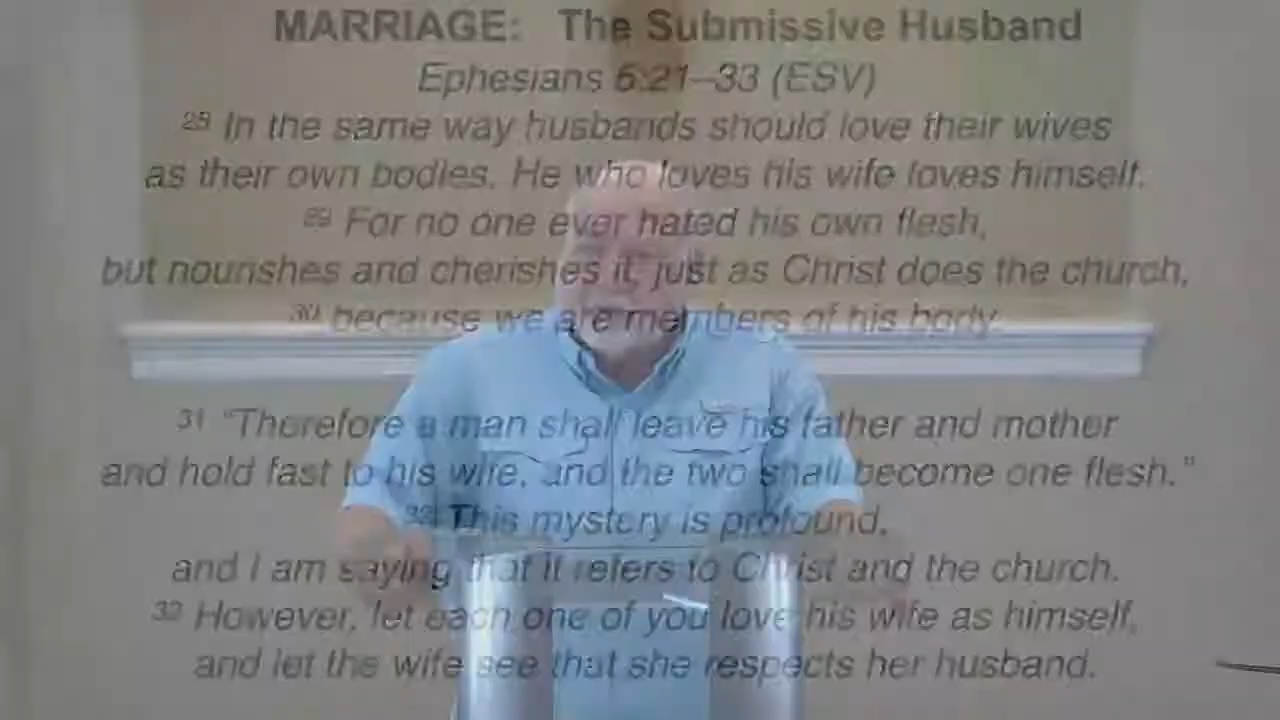 MARRIAGE: The Submissive Husband
Ephesians 5:21–33 (ESV)
28 In the same way husbands should love their wives
as their own bodies. He who loves his wife loves himself.
29 For no one ever hated his own flesh,
but nourishes and cherishes it, just as Christ does the church,
30 because we are members of his body.
31 "Therefore a man shall leave his father and mother
and hold fast to his wife, and the two shall become one flesh."
32 This mystery is profound,
and I am saying that it refers to Christ and the church.
33 However, let each one of you love his wife as himself,
and let the wife see that she respects her husband.